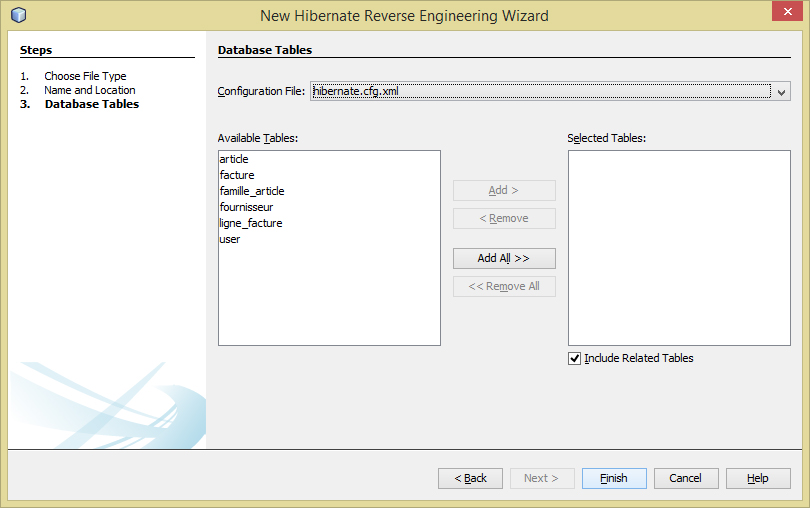 New Hibernate Reverse Engineering Wizard
Steps
1. Choose File Type
2. Name and Location
3. Database Tables
Database Tables
Configuration File: hibernate.cfg.xml
Available Tables:
article
facture
famille_article
fournisseur
ligne_facture
user
Add >
< Remove
Add All >>
<< Remove All
Selected Tables:
Include Related Tables
< Back Next > Finish Cancel Help